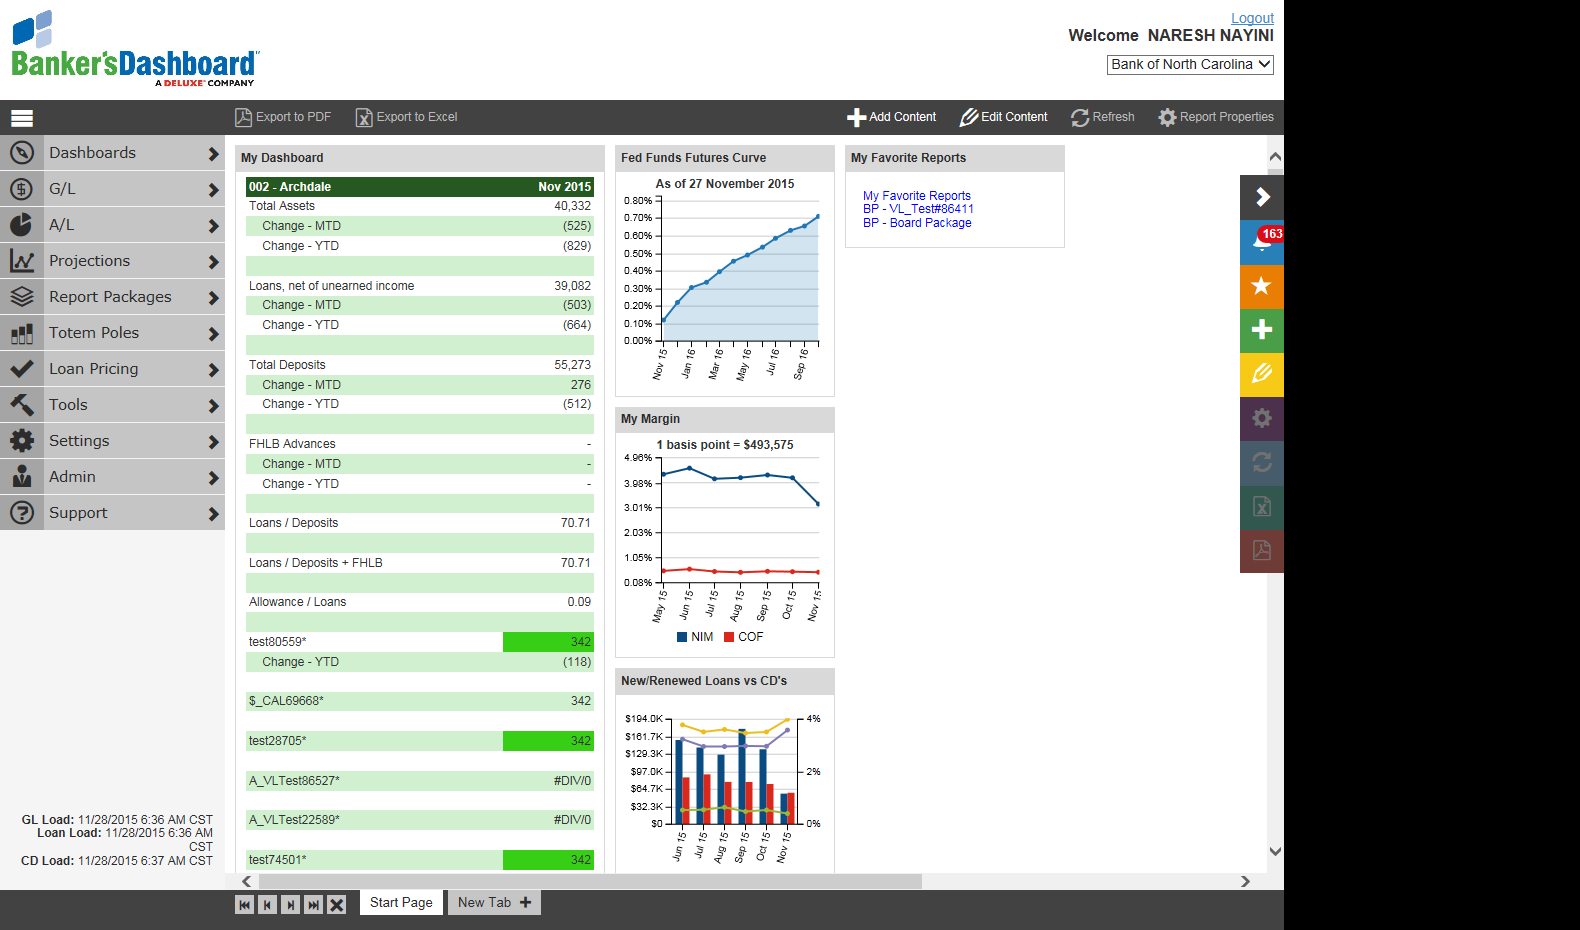 Logout
Welcome NARESH NAYINI
Banker'sDashboard
A DELUXE COMPANY
Bank of North Carolina
Export to PDF
Export to Excel
Add Content
Edit Content
Refresh
Report Properties
Dashboards
G/L
A/L
Projections
Report Packages
Totem Poles
Loan Pricing
Tools
Settings
Admin
Support
GL Load: 11/28/2015 6:36 AM CST
Loan Load: 11/28/2015 6:36 AM
CST
CD Load: 11/28/2015 6:37 AM CST
My Dashboard
002 - Archdale Nov 2015
Total Assets 40,332
Change - MTD (525)
Change - YTD (829)
Loans, net of unearned income 39,082
Change - MTD (503)
Change - YTD (664)
Total Deposits 55,273
Change - MTD 276
Change - YTD (512)
FHLB Advances -
Change - MTD -
Change - YTD -
Loans / Deposits 70.71
Loans / Deposits + FHLB 70.71
Allowance / Loans 0.09
test80559* 342
Change - YTD (118)
$_CAL69668* 342
test28705* 342
A_VLTest86527* #DIV/0
A_VLTest22589* #DIV/0
test74501* 342
Fed Funds Futures Curve
As of 27 November 2015
0.80%
0.70%
0.60%
0.50%
0.40%
0.30%
0.20%
0.10%
0.00%
Nov 15 Jan 16 Mar 16 May 16 Jul 16 Sep 16
My Margin
1 basis point = $493,575
4.96%
3.98%
3.01%
2.03%
1.05%
0.08%
May 15 Jun 15 Jul 15 Aug 15 Sep 15 Oct 15 Nov 15
NIM COF
New/Renewed Loans vs CD's
$194.0K 4%
$161.7K
$129.3K
$97.0K 2%
$64.7K
$32.3K
$0 0%
Jun 15 Jul 15 Aug 15 Sep 15 Oct 15 Nov 15
My Favorite Reports
My Favorite Reports
BP - VL_Test#86411
BP - Board Package
163
Start Page
New Tab